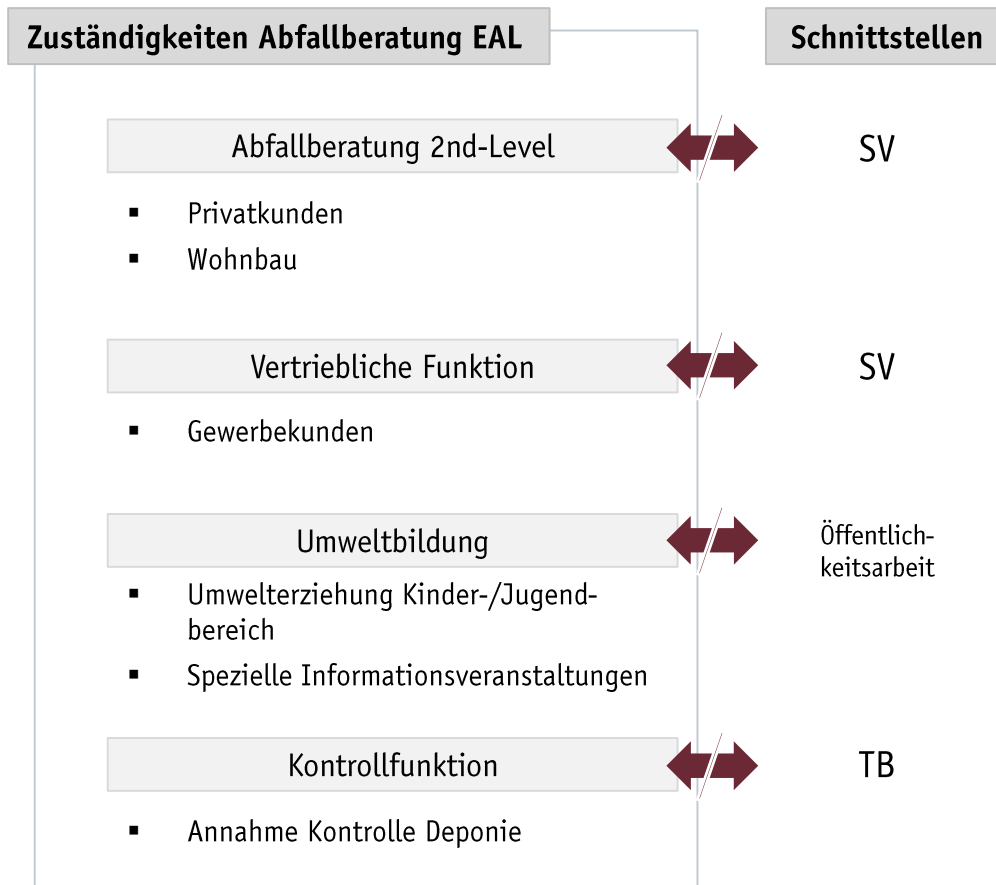 Zuständigkeiten Abfallberatung EAL
Schnittstellen
Abfallberatung 2nd-Level
SV
▪ Privatkunden
▪ Wohnbau
Vertriebliche Funktion
SV
▪ Gewerbekunden
Umweltbildung
Öffentlich-
keitsarbeit
▪ Umwelterziehung Kinder-/Jugend-
bereich
▪ Spezielle Informationsveranstaltungen
Kontrollfunktion
TB
▪ Annahme Kontrolle Deponie